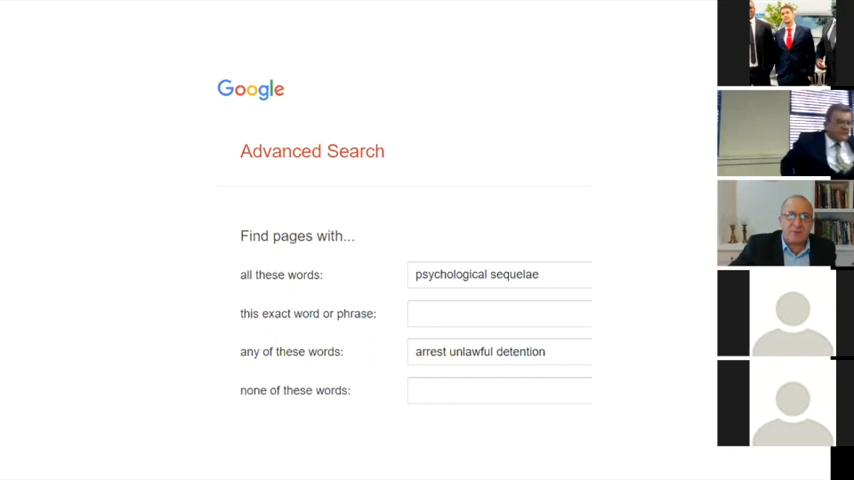 Google
Advanced Search
Find pages with...
all these words: psychological sequelae
this exact word or phrase:
any of these words: arrest unlawful detention
none of these words: